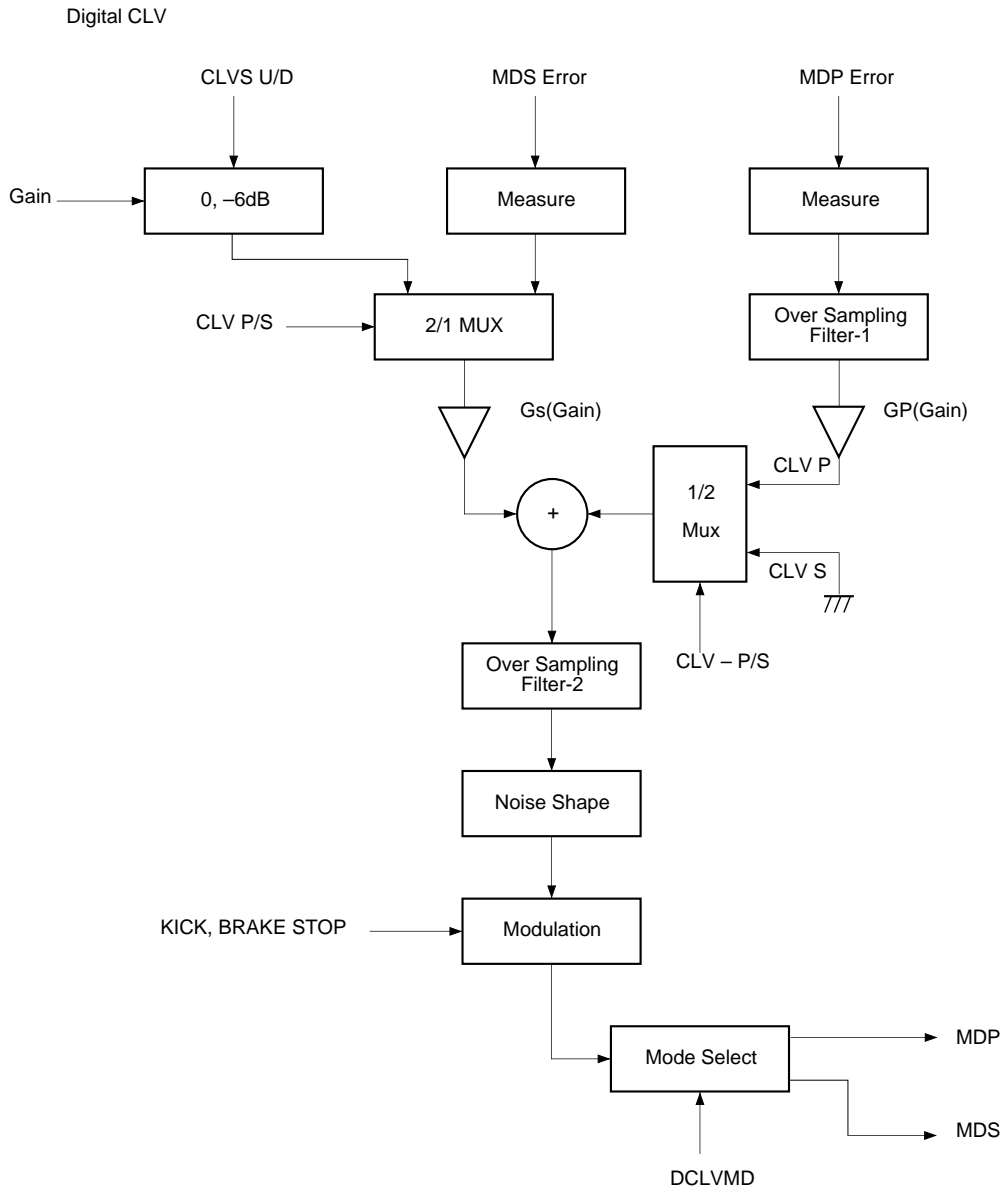 Digital CLV
CLVS U/D
MDS Error
MDP Error
Gain
0, –6dB
Measure
Measure
CLV P/S
2/1 MUX
Over Sampling
Filter-1
Gs(Gain)
GP(Gain)
CLV P
1/2
Mux
+
CLV S
CLV – P/S
Over Sampling
Filter-2
Noise Shape
KICK, BRAKE STOP
Modulation
Mode Select
MDP
MDS
DCLVMD